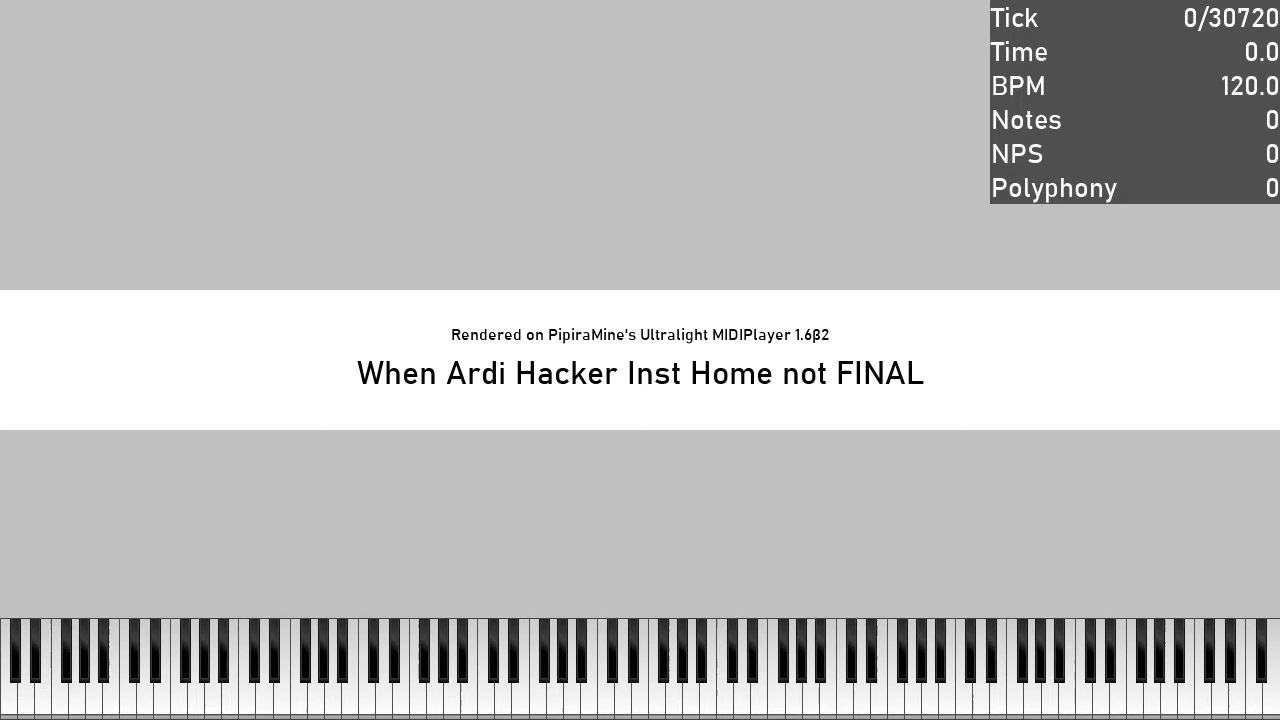 Tick 0/30720
Time 0.0
BPM 120.0
Notes 0
NPS 0
Polyphony 0
Rendered on PipiraMine's Ultralight MIDIPlayer 1.6β2
When Ardi Hacker Inst Home not FINAL